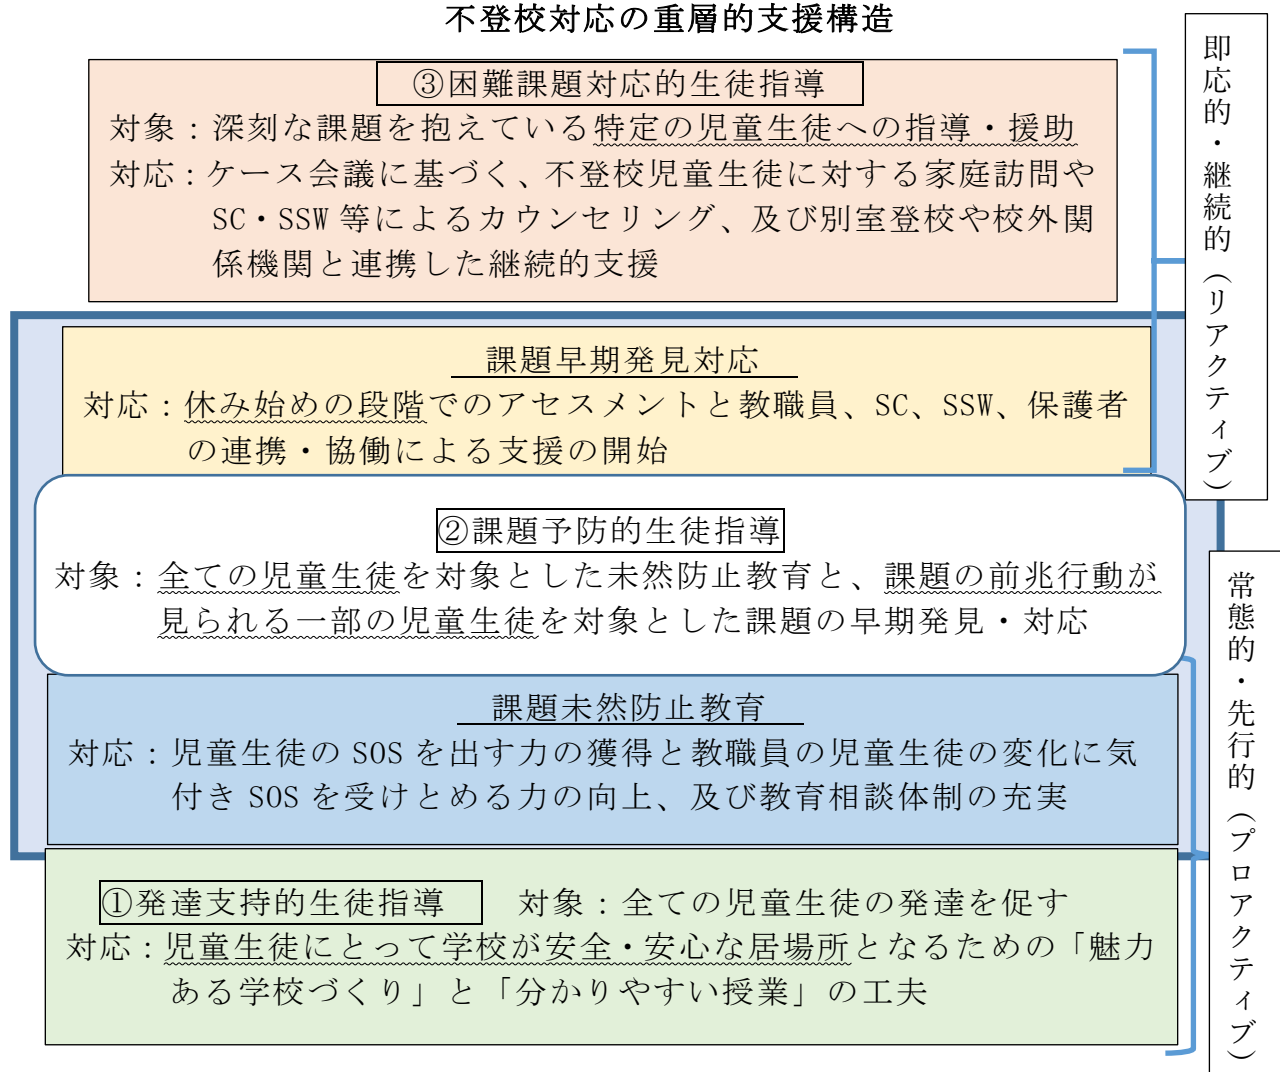 不登校対応の重層的支援構造
③困難課題対応的生徒指導
対象：深刻な課題を抱えている特定の児童生徒への指導・援助
対応：ケース会議に基づく、不登校児童生徒に対する家庭訪問や
SC・SSW 等によるカウンセリング、及び別室登校や校外関
係機関と連携した継続的支援
即応的・継続的（リアクティブ）
課題早期発見対応
対応：休み始めの段階でのアセスメントと教職員、SC、SSW、保護者
の連携・協働による支援の開始
②課題予防的生徒指導
対象：全ての児童生徒を対象とした未然防止教育と、課題の前兆行動が
見られる一部の児童生徒を対象とした課題の早期発見・対応
課題未然防止教育
対応：児童生徒の SOS を出す力の獲得と教職員の児童生徒の変化に気
付き SOS を受けとめる力の向上、及び教育相談体制の充実
常態的・先行的（プロアクティブ）
①発達支持的生徒指導　対象：全ての児童生徒の発達を促す
対応：児童生徒にとって学校が安全・安心な居場所となるための「魅力
ある学校づくり」と「分かりやすい授業」の工夫